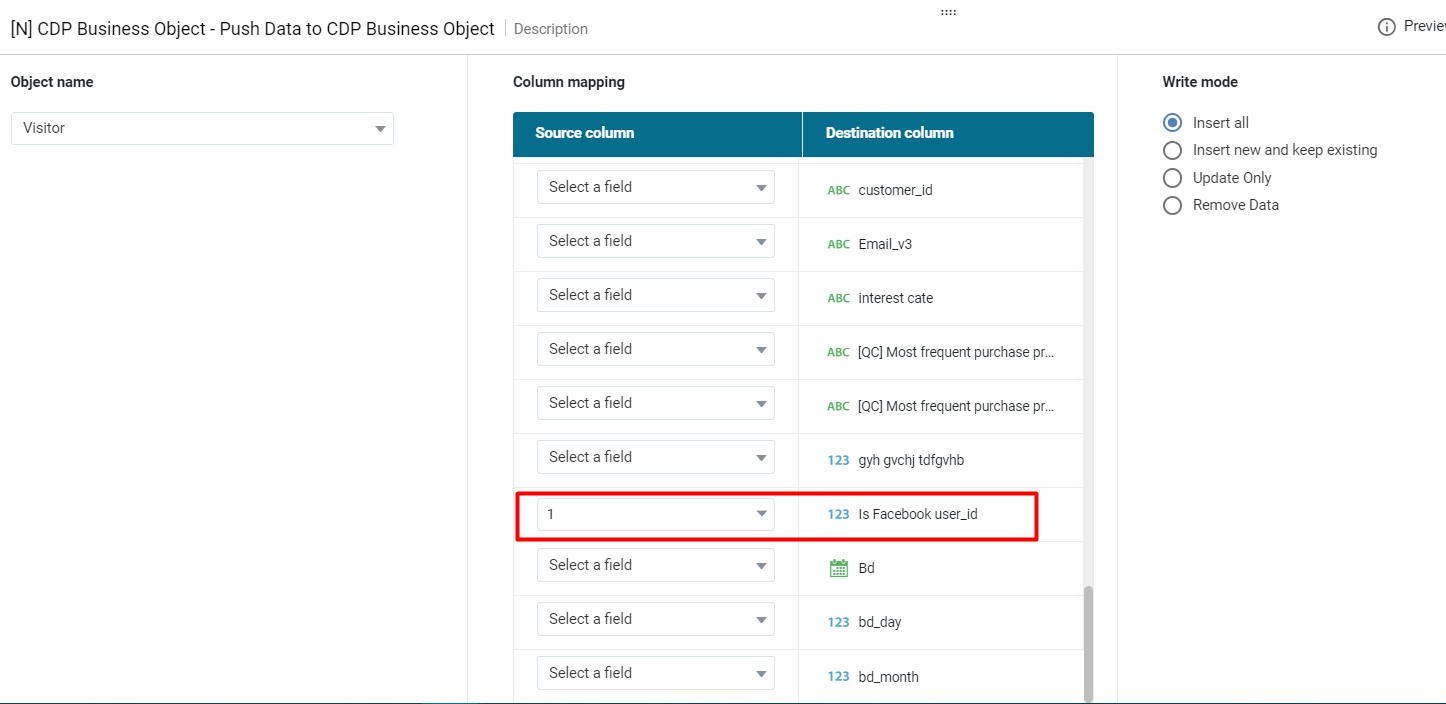 [N] CDP Business Object - Push Data to CDP Business Object Description
Previe
Object name
Visitor
Column mapping
Source column Destination column
Select a field ABC customer_id
Select a field ABC Email_v3
Select a field ABC interest cate
Select a field ABC [QC] Most frequent purchase pr...
Select a field ABC [QC] Most frequent purchase pr...
Select a field 123 gyh gvchj tdfgvhb
1 123 Is Facebook user_id
Select a field Bd
Select a field 123 bd_day
Select a field 123 bd_month
Write mode
Insert all
Insert new and keep existing
Update Only
Remove Data